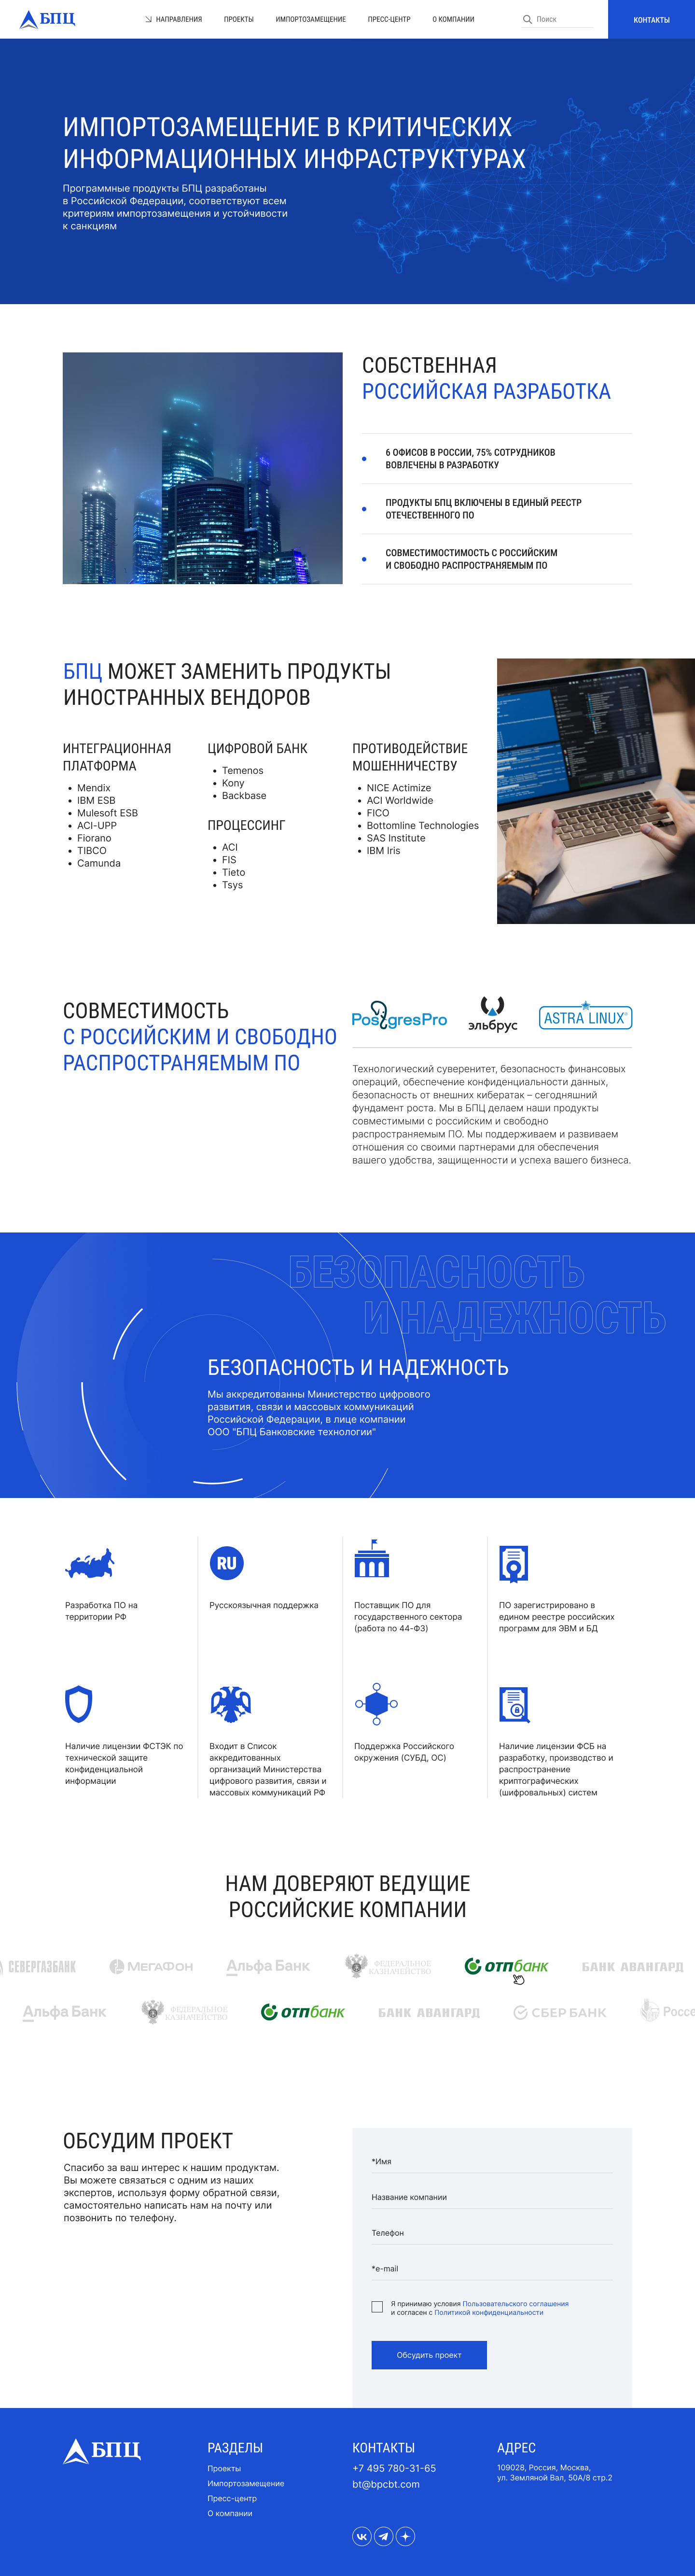 БПЦ
НАПРАВЛЕНИЯ
ПРОЕКТЫ
ИМПОРТОЗАМЕЩЕНИЕ
ПРЕСС-ЦЕНТР
О КОМПАНИИ
Поиск
КОНТАКТЫ
ИМПОРТОЗАМЕЩЕНИЕ В КРИТИЧЕСКИХ
ИНФОРМАЦИОННЫХ ИНФРАСТРУКТУРАХ
Программные продукты БПЦ разработаны
в Российской Федерации, соответствуют всем
критериям импортозамещения и устойчивости
к санкциям
СОБСТВЕННАЯ
РОССИЙСКАЯ РАЗРАБОТКА
6 ОФИСОВ В РОССИИ, 75% СОТРУДНИКОВ
ВОВЛЕЧЕНЫ В РАЗРАБОТКУ
ПРОДУКТЫ БПЦ ВКЛЮЧЕНЫ В ЕДИНЫЙ РЕЕСТР
ОТЕЧЕСТВЕННОГО ПО
СОВМЕСТИМОСТИМОСТЬ С РОССИЙСКИМ
И СВОБОДНО РАСПРОСТРАНЯЕМЫМ ПО
БПЦ МОЖЕТ ЗАМЕНИТЬ ПРОДУКТЫ
ИНОСТРАННЫХ ВЕНДОРОВ
ИНТЕГРАЦИОННАЯ
ПЛАТФОРМА
Mendix
IBM ESB
Mulesoft ESB
ACI-UPP
Fiorano
TIBCO
Camunda
ЦИФРОВОЙ БАНК
Temenos
Kony
Backbase
ПРОЦЕССИНГ
ACI
FIS
Tieto
Tsys
ПРОТИВОДЕЙСТВИЕ
МОШЕННИЧЕСТВУ
NICE Actimize
ACI Worldwide
FICO
Bottomline Technologies
SAS Institute
IBM Iris
СОВМЕСТИМОСТЬ
С РОССИЙСКИМ И СВОБОДНО
РАСПРОСТРАНЯЕМЫМ ПО
PostgresPro
эльбрус
ASTRA LINUX®
Технологический суверенитет, безопасность финансовых
операций, обеспечение конфиденциальности данных,
безопасность от внешних кибератак – сегодняшний
фундамент роста. Мы в БПЦ делаем наши продукты
совместимыми с российским и свободно
распространяемым ПО. Мы поддерживаем и развиваем
отношения со своими партнерами для обеспечения
вашего удобства, защищенности и успеха вашего бизнеса.
БЕЗОПАСНОСТЬ
И НАДЕЖНОСТЬ
БЕЗОПАСНОСТЬ И НАДЕЖНОСТЬ
Мы аккредитованны Министерство цифрового
развития, связи и массовых коммуникаций
Российской Федерации, в лице компании
ООО "БПЦ Банковские технологии"
Разработка ПО на
территории РФ
RU
Русскоязычная поддержка
Поставщик ПО для
государственного сектора
(работа по 44-ФЗ)
ПО зарегистрировано в
едином реестре российских
программ для ЭВМ и БД
Наличие лицензии ФСТЭК по
технической защите
конфиденциальной
информации
Входит в Список
аккредитованных
организаций Министерства
цифрового развития, связи и
массовых коммуникаций РФ
Поддержка Российского
окружения (СУБД, ОС)
Наличие лицензии ФСБ на
разработку, производство и
распространение
криптографических
(шифровальных) систем
НАМ ДОВЕРЯЮТ ВЕДУЩИЕ
РОССИЙСКИЕ КОМПАНИИ
СЕВЕРГАЗБАНК
МЕГАФОН
Альфа Банк
ФЕДЕРАЛЬНОЕ
КАЗНАЧЕЙСТВО
отпбанк
БАНК АВАНГАРД
Альфа Банк
ФЕДЕРАЛЬНОЕ
КАЗНАЧЕЙСТВО
отпбанк
БАНК АВАНГАРД
СБЕР БАНК
Россе
ОБСУДИМ ПРОЕКТ
Спасибо за ваш интерес к нашим продуктам.
Вы можете связаться с одним из наших
экспертов, используя форму обратной связи,
самостоятельно написать нам на почту или
позвонить по телефону.
*Имя
Название компании
Телефон
*e-mail
Я принимаю условия Пользовательского соглашения
и согласен с Политикой конфиденциальности
Обсудить проект
БПЦ
РАЗДЕЛЫ
Проекты
Импортозамещение
Пресс-центр
О компании
КОНТАКТЫ
+7 495 780-31-65
bt@bpcbt.com
АДРЕС
109028, Россия, Москва,
ул. Земляной Вал, 50А/8 стр.2